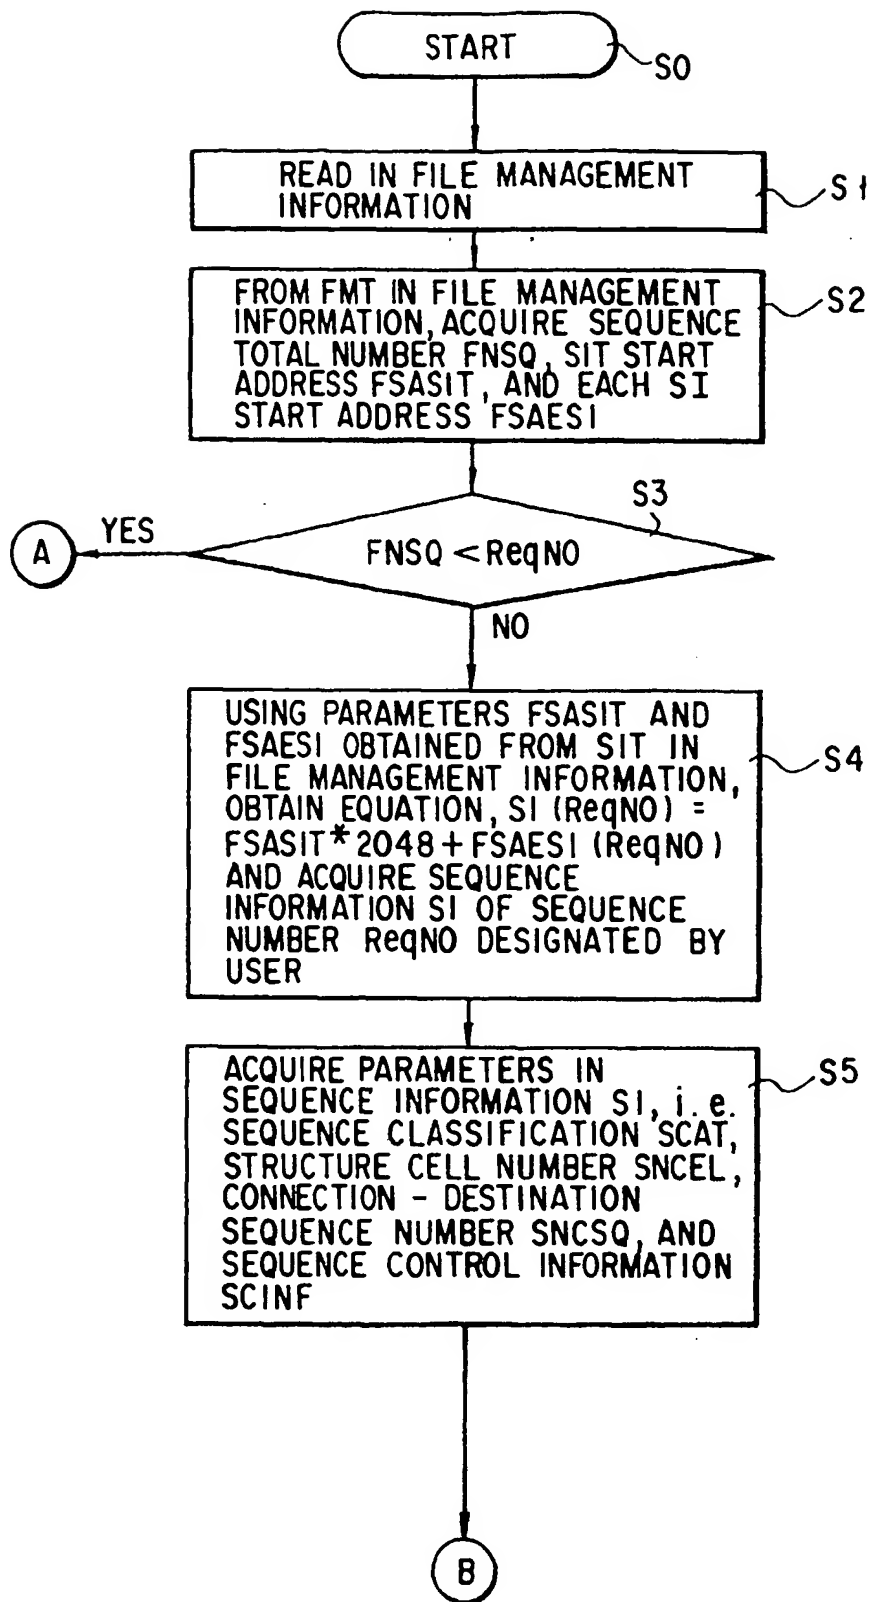 START
S0
READ IN FILE MANAGEMENT
INFORMATION
S1
FROM FMT IN FILE MANAGEMENT
INFORMATION, ACQUIRE SEQUENCE
TOTAL NUMBER FNSQ, SIT START
ADDRESS FSASIT, AND EACH SI
START ADDRESS FSAESI
S2
S3
YES
A
FNSQ < ReqNO
NO
USING PARAMETERS FSASIT AND
FSAESI OBTAINED FROM SIT IN
FILE MANAGEMENT INFORMATION,
OBTAIN EQUATION, SI (ReqNO) =
FSASIT * 2048 + FSAESI (ReqNO)
AND ACQUIRE SEQUENCE
INFORMATION SI OF SEQUENCE
NUMBER ReqNO DESIGNATED BY
USER
S4
ACQUIRE PARAMETERS IN
SEQUENCE INFORMATION SI, i.e.
SEQUENCE CLASSIFICATION SCAT,
STRUCTURE CELL NUMBER SNCEL,
CONNECTION - DESTINATION
SEQUENCE NUMBER SNCSQ, AND
SEQUENCE CONTROL INFORMATION
SCINF
S5
B